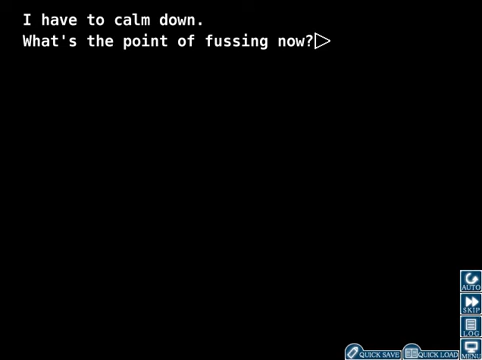 I have to calm down.
What's the point of fussing now?
AUTO
SKIP
LOG
QUICK SAVE QUICK LOAD MENU